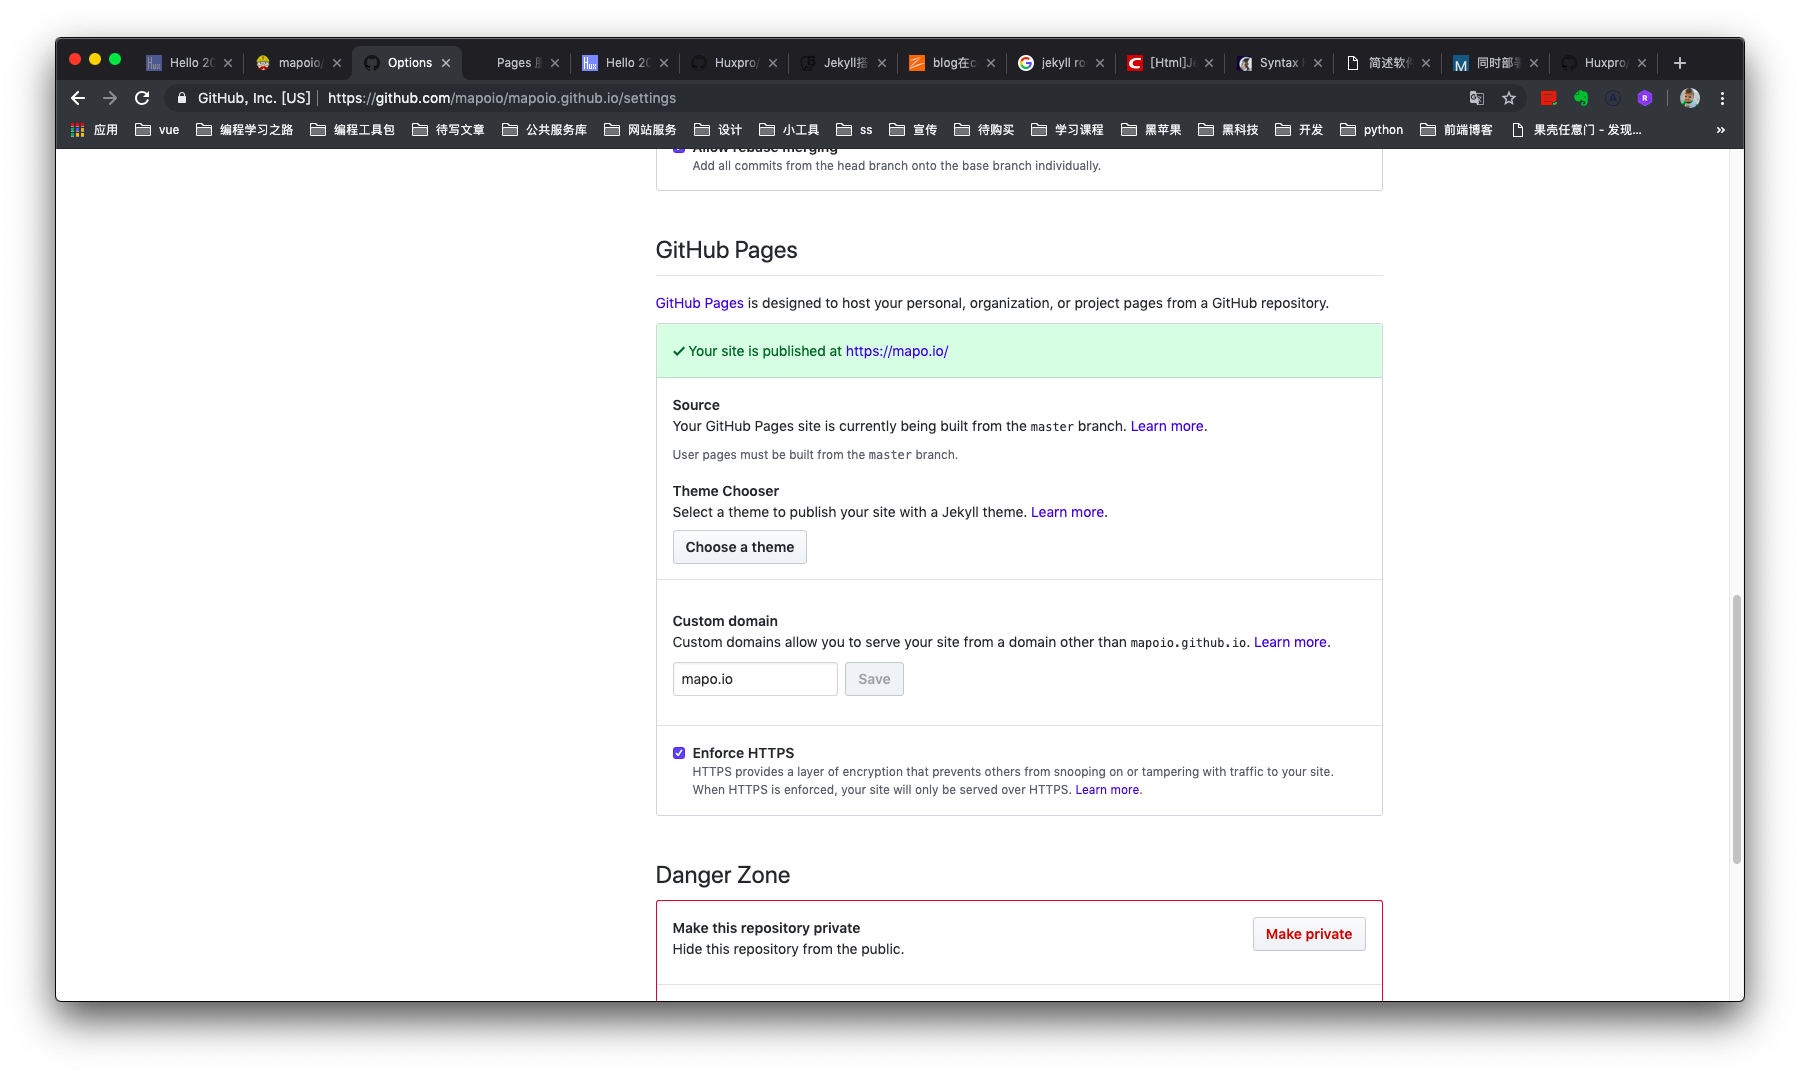 Hello 20
mapoio/
Options
Pages
Hello 20
Huxpro/
Jekyll搭
blog在c
jekyll ro
[Html]Je
Syntax
简述软件
同时部署
Huxpro/
GitHub, Inc. [US] https://github.com/mapoio/mapoio.github.io/settings
应用 vue 编程学习之路 编程工具包 待写文章 公共服务库 网站服务 设计 小工具 ss 宣传 待购买 学习课程 黑苹果 黑科技 开发 python 前端博客 果壳任意门 - 发现... »
Allow rebase merging
Add all commits from the head branch onto the base branch individually.
GitHub Pages
GitHub Pages is designed to host your personal, organization, or project pages from a GitHub repository.
✓ Your site is published at https://mapo.io/
Source
Your GitHub Pages site is currently being built from the master branch. Learn more.
User pages must be built from the master branch.
Theme Chooser
Select a theme to publish your site with a Jekyll theme. Learn more.
Choose a theme
Custom domain
Custom domains allow you to serve your site from a domain other than mapoio.github.io. Learn more.
mapo.io Save
Enforce HTTPS
HTTPS provides a layer of encryption that prevents others from snooping on or tampering with traffic to your site.
When HTTPS is enforced, your site will only be served over HTTPS. Learn more.
Danger Zone
Make this repository private
Hide this repository from the public.
Make private